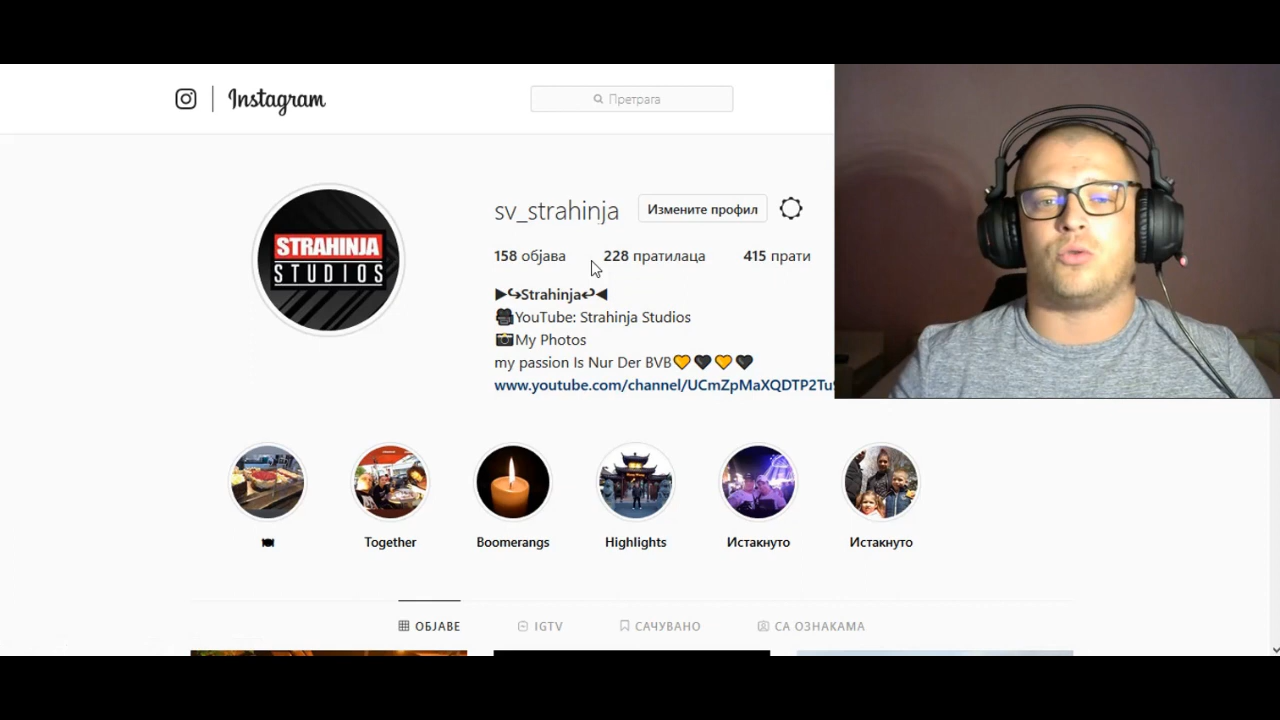 Instagram
Претрага
STRAHINJA
STUDIOS
sv_strahinja
Измените профил
158 објава 228 пратилаца 415 прати
▶↪Strahinja↩◀
🎥YouTube: Strahinja Studios
📷My Photos
my passion Is Nur Der BVB💛🖤💛🖤
www.youtube.com/channel/UCmZpMaXQDTP2Tu
🍽
Together
Boomerangs
Highlights
Истакнуто
Истакнуто
ОБЈАВЕ
IGTV
САЧУВАНО
СА ОЗНАКАМА